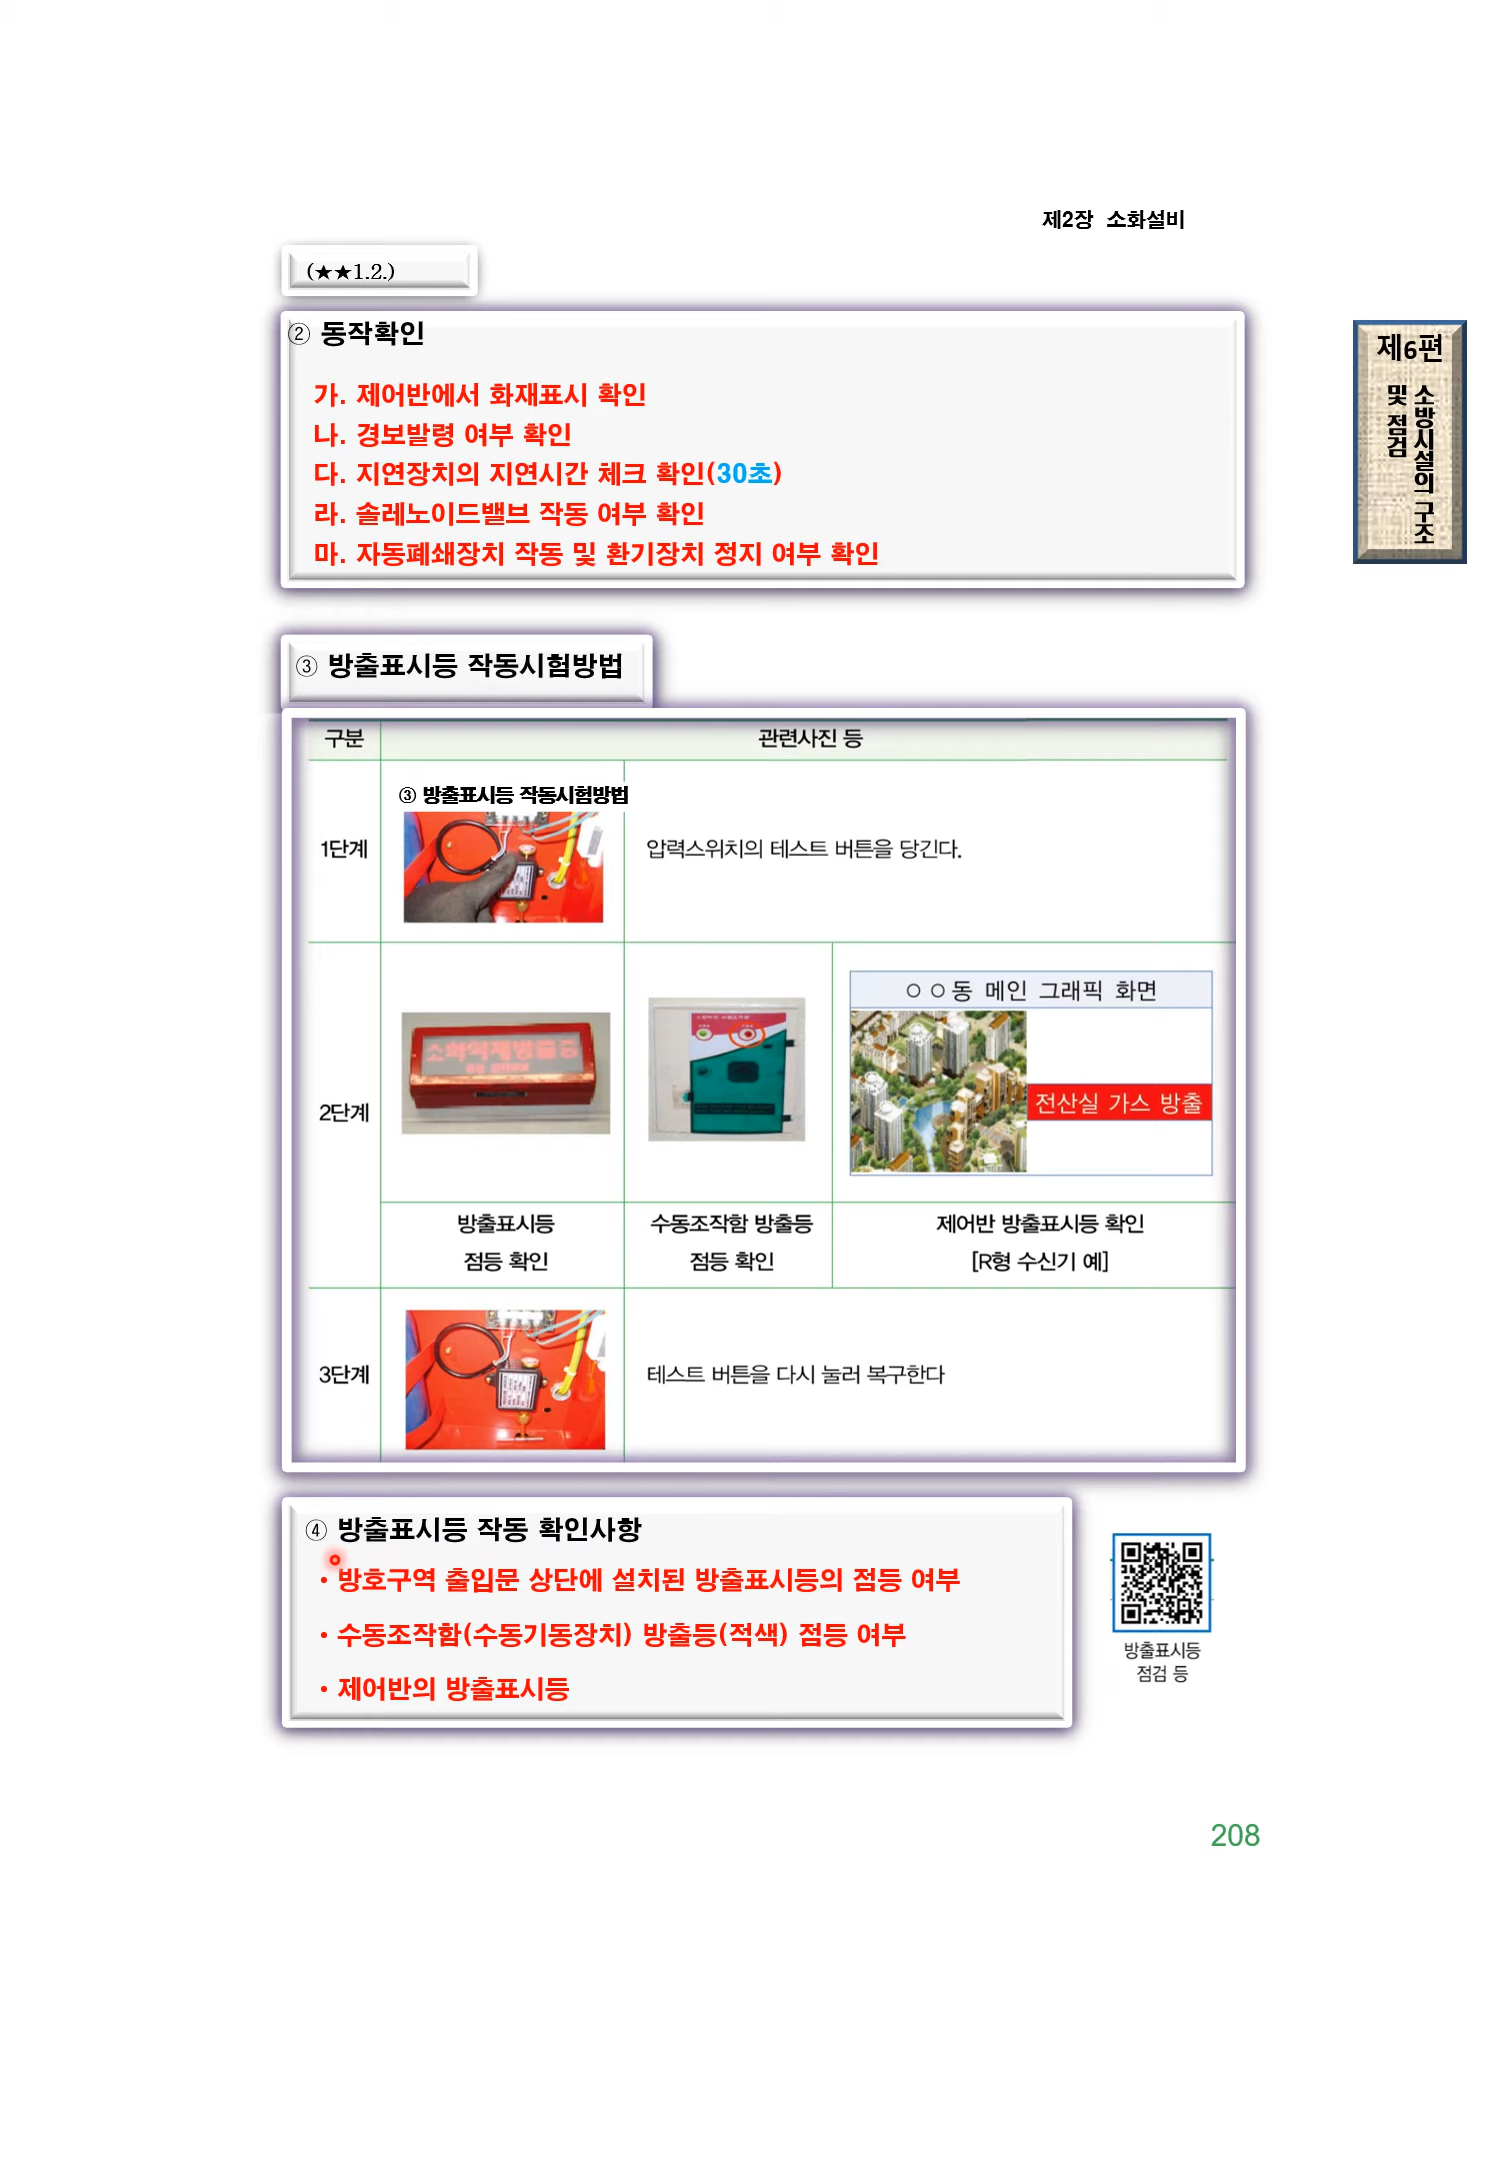 제2장 소화설비
(★★1.2.)
② 동작확인
가. 제어반에서 화재표시 확인
나. 경보발령 여부 확인
다. 지연장치의 지연시간 체크 확인(30초)
라. 솔레노이드밸브 작동 여부 확인
마. 자동폐쇄장치 작동 및 환기장치 정지 여부 확인
제6편
소방시설의 구조
및 점검
③ 방출표시등 작동시험방법
구분 관련사진 등
③ 방출표시등 작동시험방법
1단계 압력스위치의 테스트 버튼을 당긴다.
2단계
소화약제방출중
○ ○동 메인 그래픽 화면
전산실 가스 방출
방출표시등
점등 확인
수동조작함 방출등
점등 확인
제어반 방출표시등 확인
[R형 수신기 예]
3단계 테스트 버튼을 다시 눌러 복구한다
④ 방출표시등 작동 확인사항
• 방호구역 출입문 상단에 설치된 방출표시등의 점등 여부
• 수동조작함(수동기동장치) 방출등(적색) 점등 여부
• 제어반의 방출표시등
방출표시등
점검 등
208